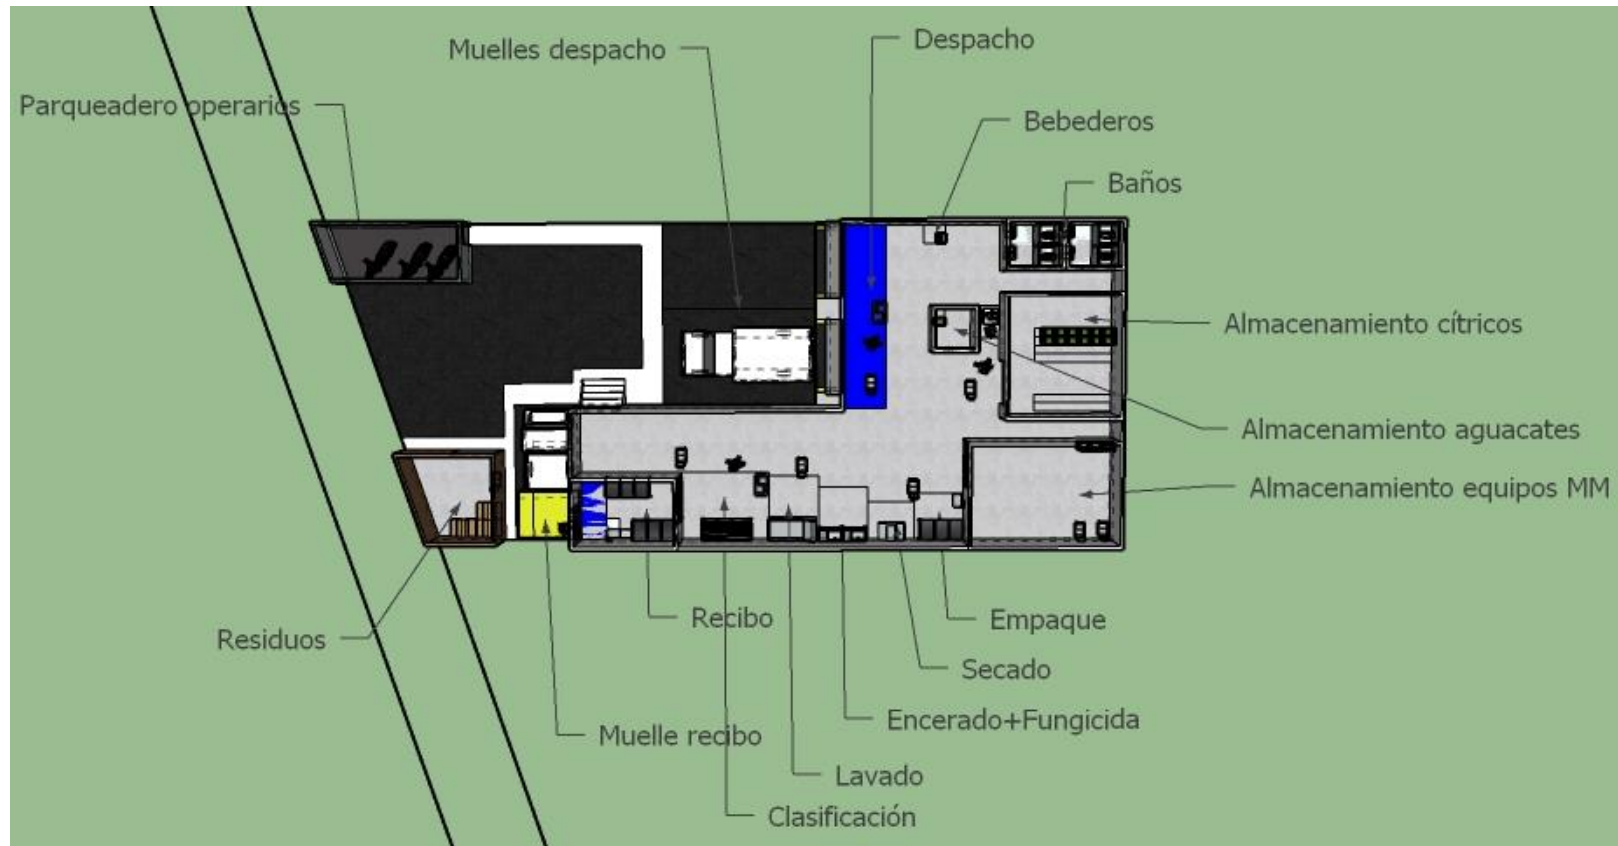 Despacho
Muelles despacho
Parqueadero operarios
Bebederos
Baños
Almacenamiento cítricos
Almacenamiento aguacates
Almacenamiento equipos MM
Recibo
Empaque
Residuos
Secado
Encerado+Fungicida
Muelle recibo
Lavado
Clasificación